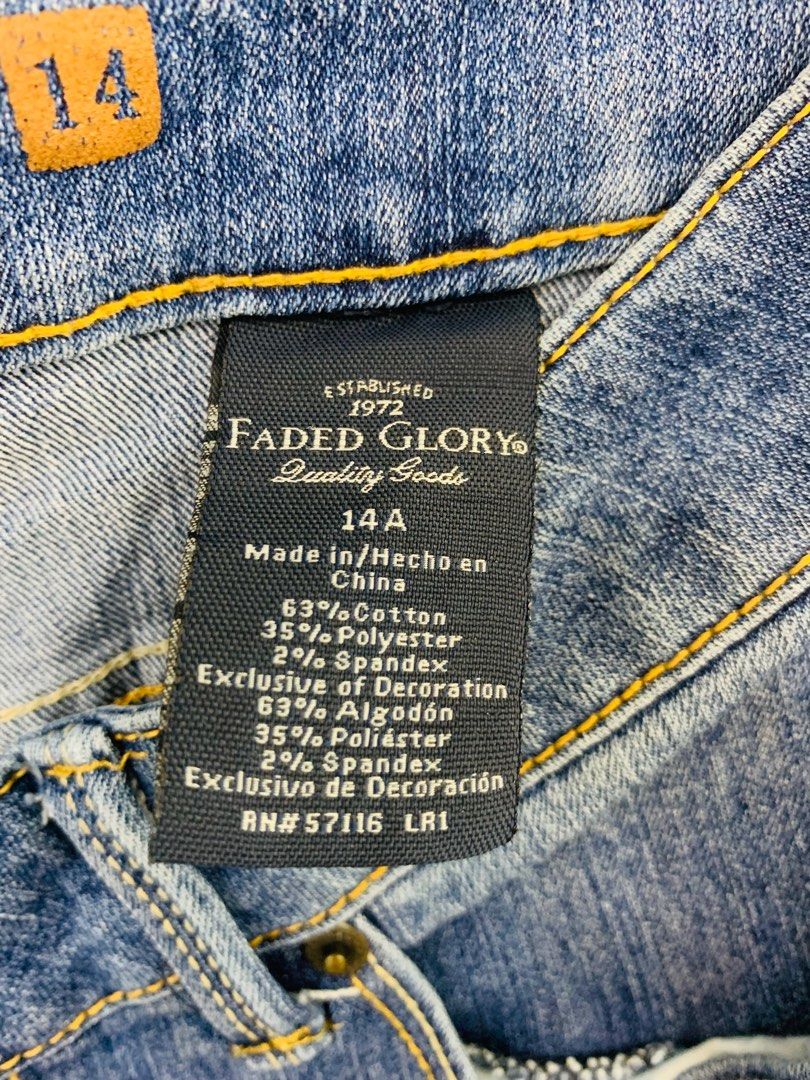 14
ESTABLISHED
1972
FADED GLORY®
Quality Goods
14A
Made in/Hecho en
China
63% Cotton
35% Polyester
2% Spandex
Exclusive of Decoration
63% Algodón
35% Poliéster
2% Spandex
Exclusivo de Decoración
RN# 57116 LR1